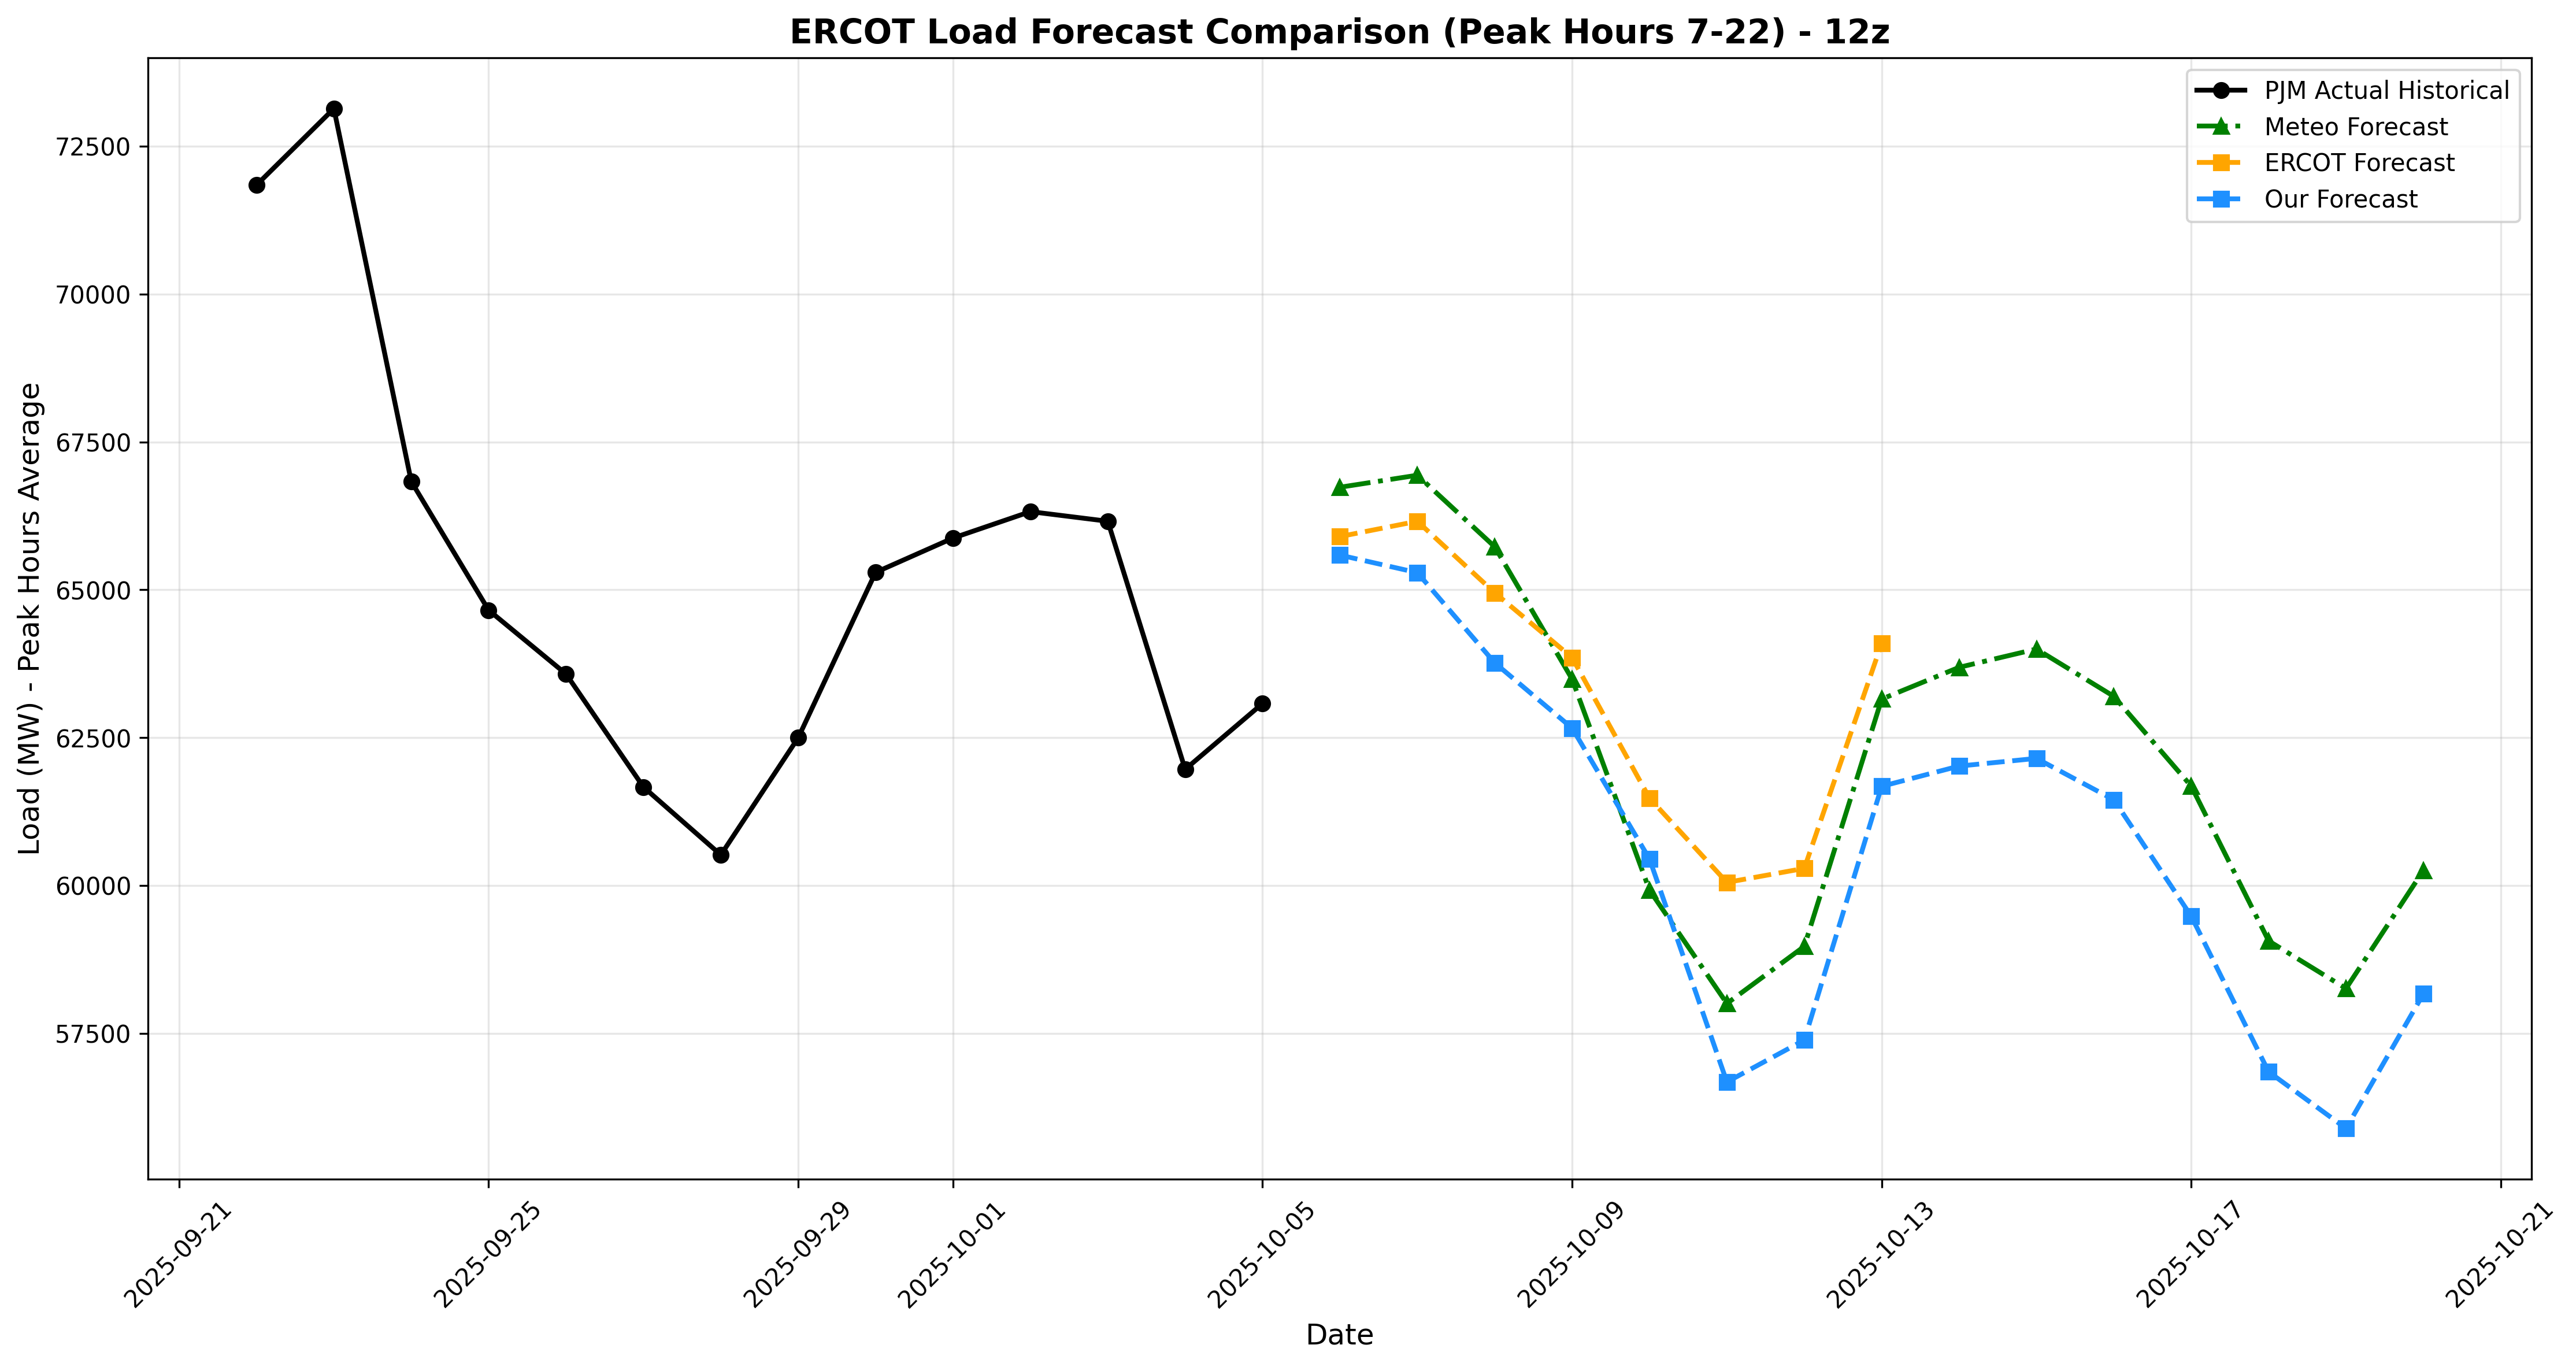 ERCOT Load Forecast Comparison (Peak Hours 7-22) - 12z
PJM Actual Historical
Meteo Forecast
ERCOT Forecast
Our Forecast
Load (MW) - Peak Hours Average
72500
70000
67500
65000
62500
60000
57500
2025-09-21
2025-09-25
2025-09-29
2025-10-01
2025-10-05
2025-10-09
2025-10-13
2025-10-17
2025-10-21
Date